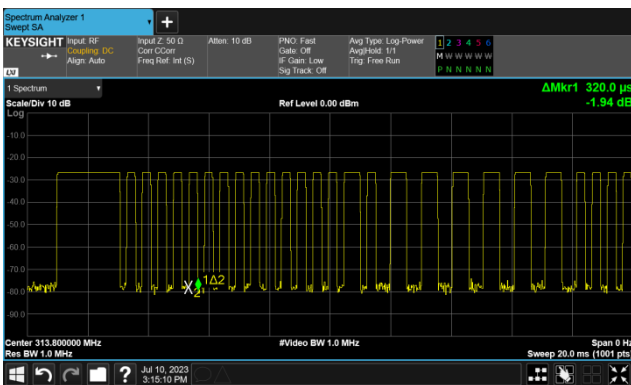 Spectrum Analyzer 1
Swept SA
+
KEYSIGHT Input: RF Input Z: 50 Ω Atten: 10 dB PNO: Fast Avg Type: Log-Power 1 2 3 4 5 6
Coupling: DC Corr CCorr Gate: Off Avg|Hold: 1/1 M W W W W W
Align: Auto Freq Ref: Int (S) IF Gain: Low Trig: Free Run P N N N N N
Sig Track: Off
LXI
1 Spectrum ΔMkr1 320.0 µs
Scale/Div 10 dB Ref Level 0.00 dBm -1.94 dB
Log
-10.0
-20.0
-30.0
-40.0
-50.0
-60.0
-70.0
1Δ2
X2
-80.0
-90.0
Center 313.800000 MHz #Video BW 1.0 MHz Span 0 Hz
Res BW 1.0 MHz Sweep 20.0 ms (1001 pts)
? Jul 10, 2023
3:15:10 PM